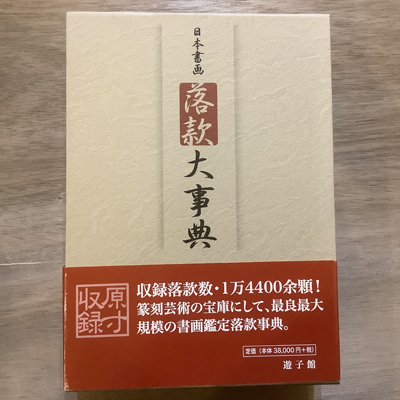 日本書画
落款
大事典
原寸
収録
収録落款数・1万4400余顆!
篆刻芸術の宝庫にして、最良最大
規模の書画鑑定落款事典。
定価(本体38,000円+税)
遊子館